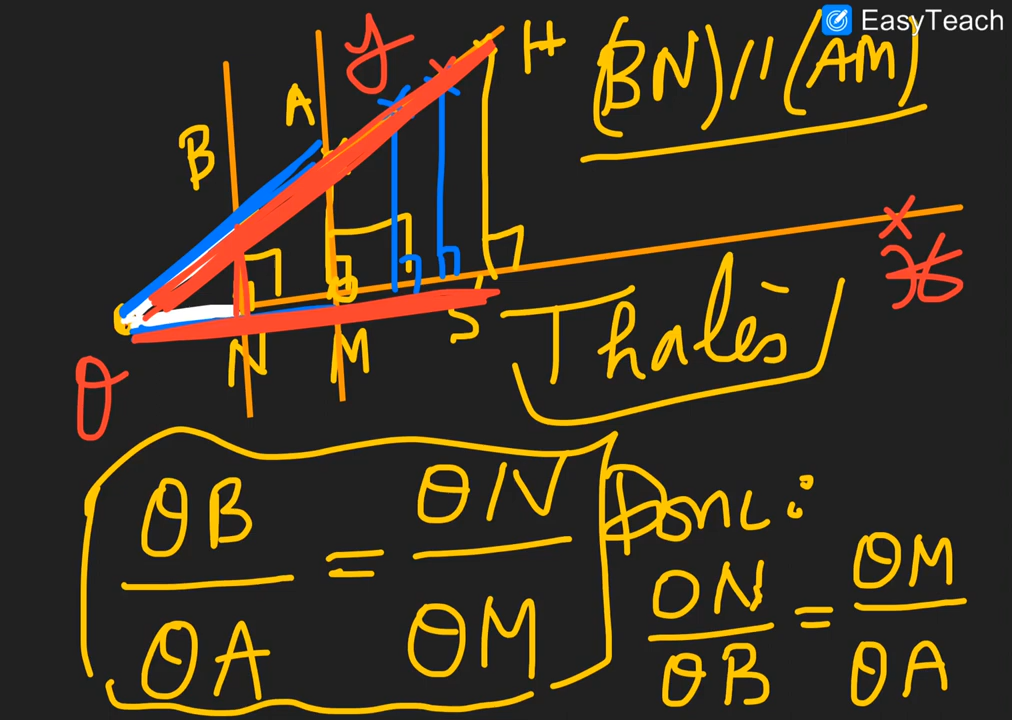 EasyTeach
y H
(BN)//(AM)
A
B
x
S
N M
O
Thalès
OB/OA = ON/OM
Donc :
ON/OB = OM/OA